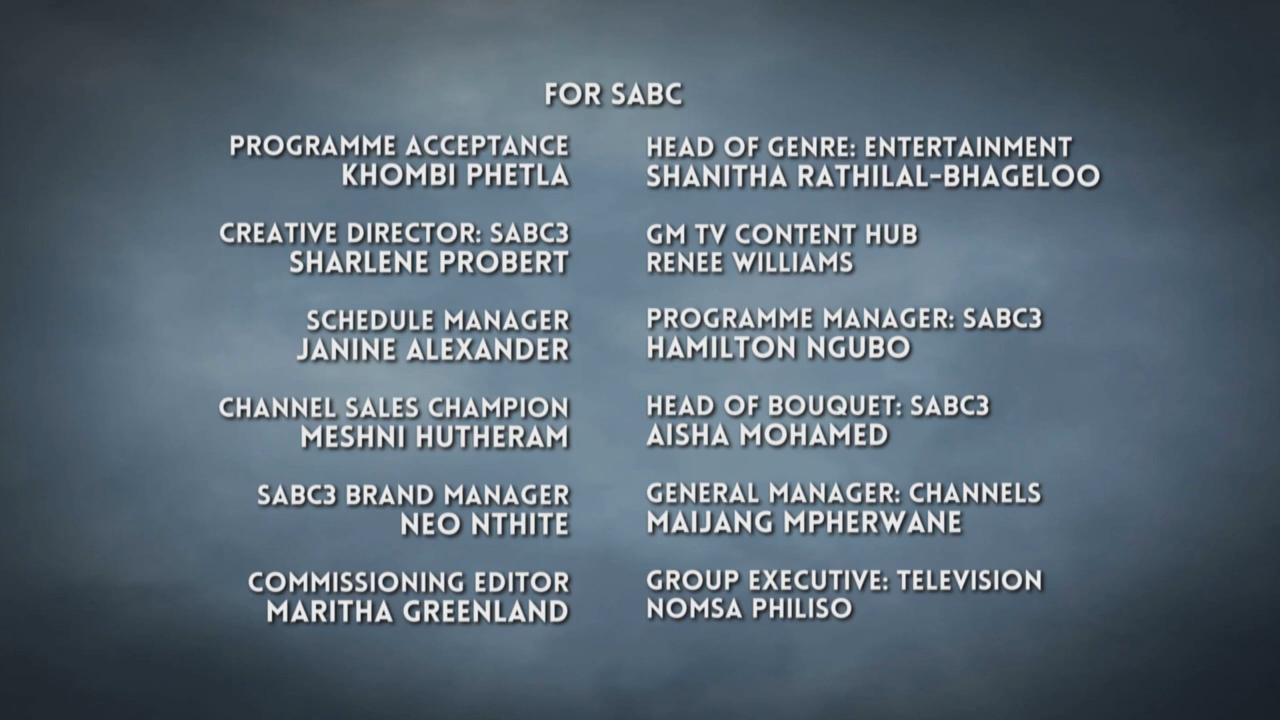 FOR SABC
PROGRAMME ACCEPTANCE
KHOMBI PHETLA
CREATIVE DIRECTOR: SABC3
SHARLENE PROBERT
SCHEDULE MANAGER
JANINE ALEXANDER
CHANNEL SALES CHAMPION
MESHNI HUTHERAM
SABC3 BRAND MANAGER
NEO NTHITE
COMMISSIONING EDITOR
MARITHA GREENLAND
HEAD OF GENRE: ENTERTAINMENT
SHANITHA RATHILAL-BHAGELOO
GM TV CONTENT HUB
RENEE WILLIAMS
PROGRAMME MANAGER: SABC3
HAMILTON NGUBO
HEAD OF BOUQUET: SABC3
AISHA MOHAMED
GENERAL MANAGER: CHANNELS
MAIJANG MPHERWANE
GROUP EXECUTIVE: TELEVISION
NOMSA PHILISO